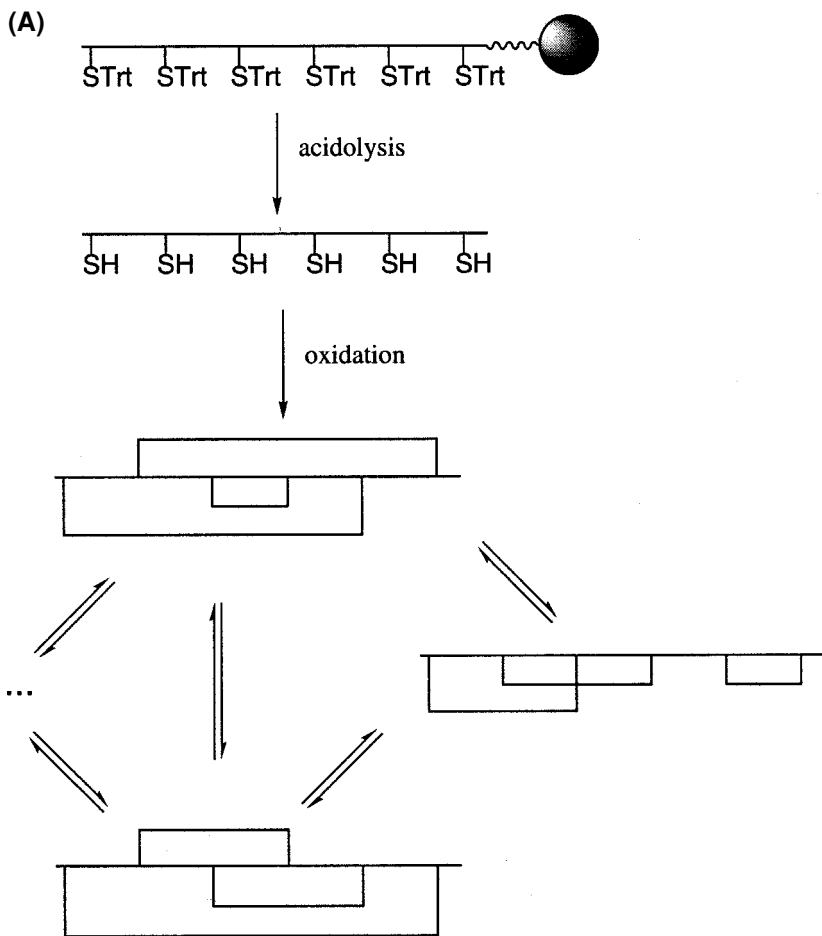 (A)
STrt STrt STrt STrt STrt STrt
acidolysis
SH SH SH SH SH SH
oxidation
...